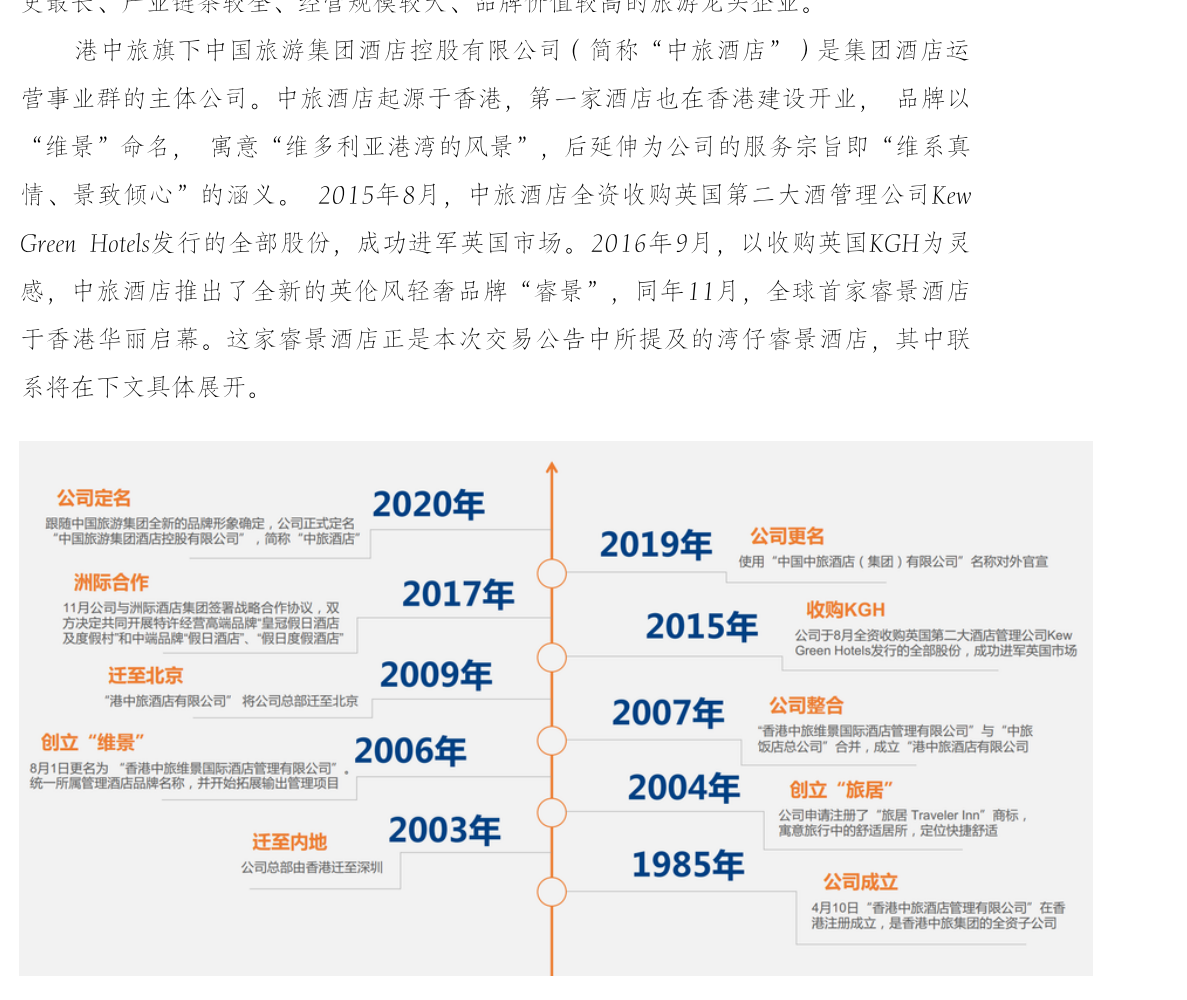 史最长、产业链条较全、经营规模较大、品牌价值较高的旅游龙头企业。
港中旅旗下中国旅游集团酒店控股有限公司（简称“中旅酒店”）是集团酒店运
营事业群的主体公司。中旅酒店起源于香港，第一家酒店也在香港建设开业， 品牌以
“维景”命名， 寓意“维多利亚港湾的风景”，后延伸为公司的服务宗旨即“维系真
情、景致倾心”的涵义。 2015年8月，中旅酒店全资收购英国第二大酒管理公司Kew
Green Hotels发行的全部股份，成功进军英国市场。2016年9月，以收购英国KGH为灵
感，中旅酒店推出了全新的英伦风轻奢品牌“睿景”，同年11月，全球首家睿景酒店
于香港华丽启幕。这家睿景酒店正是本次交易公告中所提及的湾仔睿景酒店，其中联
系将在下文具体展开。
2020年
公司定名
跟随中国旅游集团全新的品牌形象确定，公司正式定名
“中国旅游集团酒店控股有限公司”，简称“中旅酒店”
2019年
公司更名
使用“中国中旅酒店（集团）有限公司”名称对外官宣
2017年
洲际合作
11月公司与洲际酒店集团签署战略合作协议，双
方决定共同开展特许经营高端品牌“皇冠假日酒店
及度假村”和中端品牌“假日酒店”、“假日度假酒店”
2015年
收购KGH
公司于8月全资收购英国第二大酒店管理公司Kew
Green Hotels发行的全部股份，成功进军英国市场
2009年
迁至北京
“港中旅酒店有限公司” 将公司总部迁至北京
2007年
公司整合
“香港中旅维景国际酒店管理有限公司”与“中旅
饭店总公司”合并，成立“港中旅酒店有限公司
2006年
创立“维景”
8月1日更名为 “香港中旅维景国际酒店管理有限公司”。
统一所属管理酒店品牌名称，并开始拓展输出管理项目
2004年
创立“旅居”
公司申请注册了“旅居 Traveler Inn”商标，
寓意旅行中的舒适居所，定位快捷舒适
2003年
迁至内地
公司总部由香港迁至深圳
1985年
公司成立
4月10日“香港中旅酒店管理有限公司”在香
港注册成立，是香港中旅集团的全资子公司